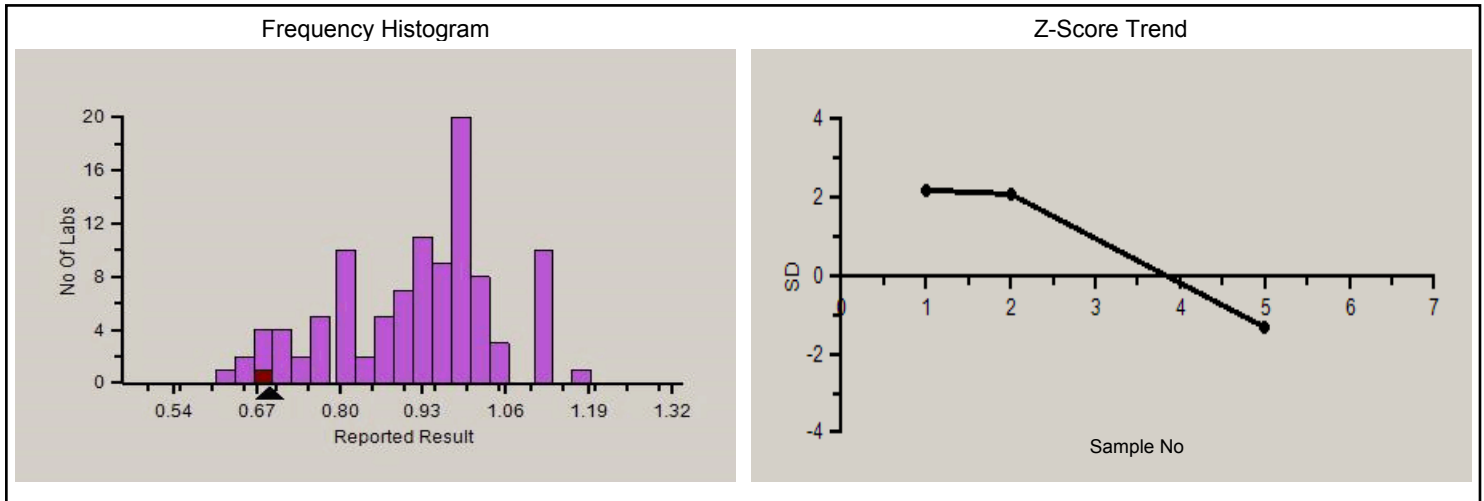 Frequency Histogram
20
16
12
8
4
0
No Of Labs
0.54 0.67 0.80 0.93 1.06 1.19 1.32
Reported Result
Z-Score Trend
4
2
0
-2
-4
SD
0 1 2 3 4 5 6 7
Sample No